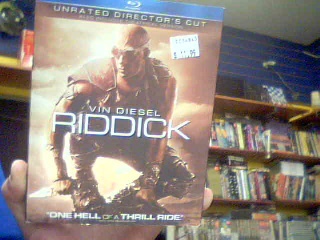 UNRATED DIRECTOR'S CUT
VIN DIESEL
RIDDICK
"ONE HELL OF A THRILL RIDE"